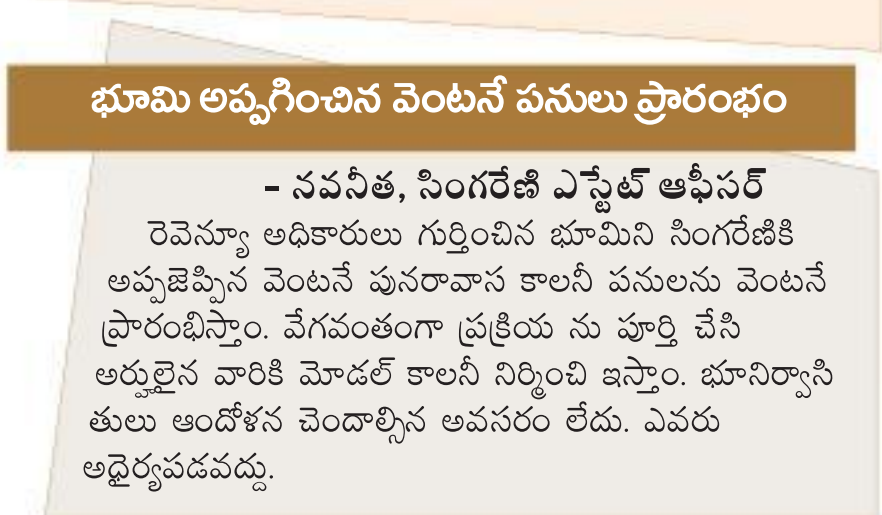 భూమి అప్పగించిన వెంటనే పనులు ప్రారంభం
- నవనీత, సింగరేణి ఎస్టేట్ ఆఫీసర్
రెవెన్యూ అధికారులు గుర్తించిన భూమిని సింగరేణికి
అప్పజెప్పిన వెంటనే పునరావాస కాలనీ పనులను వెంటనే
ప్రారంభిస్తాం. వేగవంతంగా ప్రక్రియ ను పూర్తి చేసి
అర్హులైన వారికి మోడల్ కాలనీ నిర్మించి ఇస్తాం. భూనిర్వాసి
తులు ఆందోళన చెందాల్సిన అవసరం లేదు. ఎవరు
అధైర్యపడవద్దు.